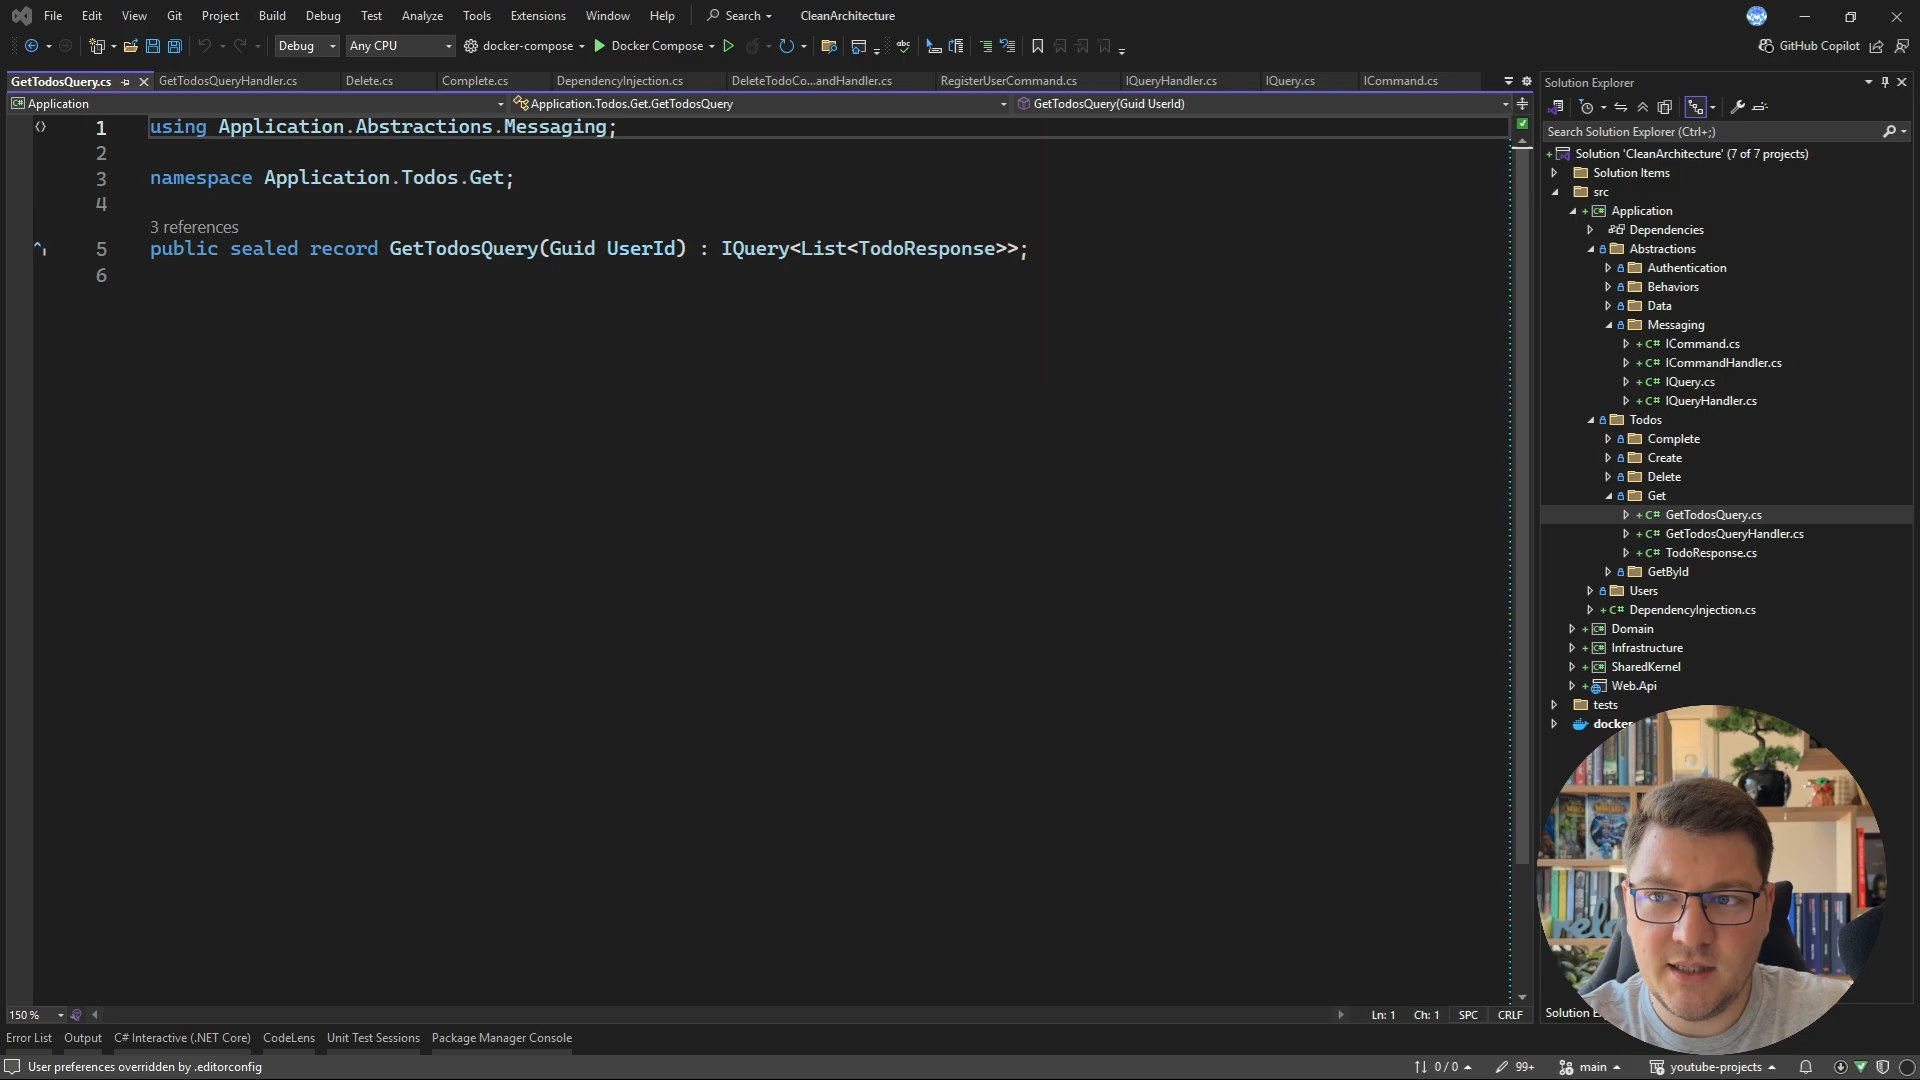 File Edit View Git Project Build Debug Test Analyze Tools Extensions Window Help Search CleanArchitecture
Debug Any CPU docker-compose Docker Compose GitHub Copilot
GetTodosQuery.cs GetTodosQueryHandler.cs Delete.cs Complete.cs DependencyInjection.cs DeleteTodoCo...andHandler.cs RegisterUserCommand.cs IQueryHandler.cs IQuery.cs ICommand.cs
Application Application.Todos.Get.GetTodosQuery GetTodosQuery(Guid UserId)
1 using Application.Abstractions.Messaging;
2
3 namespace Application.Todos.Get;
4
3 references
5 public sealed record GetTodosQuery(Guid UserId) : IQuery<List<TodoResponse>>;
6
Solution Explorer
Search Solution Explorer (Ctrl+;)
Solution 'CleanArchitecture' (7 of 7 projects)
Solution Items
src
Application
Dependencies
Abstractions
Authentication
Behaviors
Data
Messaging
ICommand.cs
ICommandHandler.cs
IQuery.cs
IQueryHandler.cs
Todos
Complete
Create
Delete
Get
GetTodosQuery.cs
GetTodosQueryHandler.cs
TodoResponse.cs
GetById
Users
DependencyInjection.cs
Domain
Infrastructure
SharedKernel
Web.Api
tests
docker
150 % Ln: 1 Ch: 1 SPC CRLF
Solution
Error List Output C# Interactive (.NET Core) CodeLens Unit Test Sessions Package Manager Console
User preferences overridden by .editorconfig 0 / 0 99+ main youtube-projects